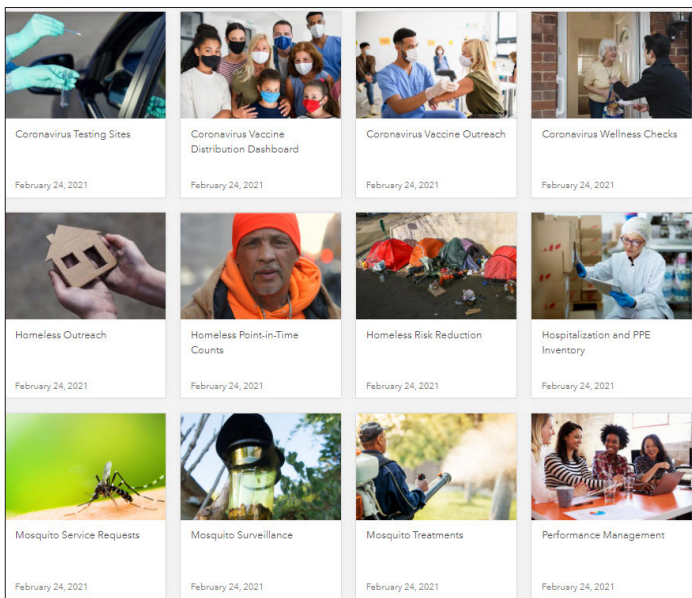 Coronavirus Testing Sites
February 24, 2021
Coronavirus Vaccine
Distribution Dashboard
February 24, 2021
Coronavirus Vaccine Outreach
February 24, 2021
Coronavirus Wellness Checks
February 24, 2021
Homeless Outreach
February 24, 2021
Homeless Point-in-Time
Counts
February 24, 2021
Homeless Risk Reduction
February 24, 2021
Hospitalization and PPE
Inventory
February 24, 2021
Mosquito Service Requests
February 24, 2021
Mosquito Surveillance
February 24, 2021
Mosquito Treatments
February 24, 2021
Performance Management
February 24, 2021